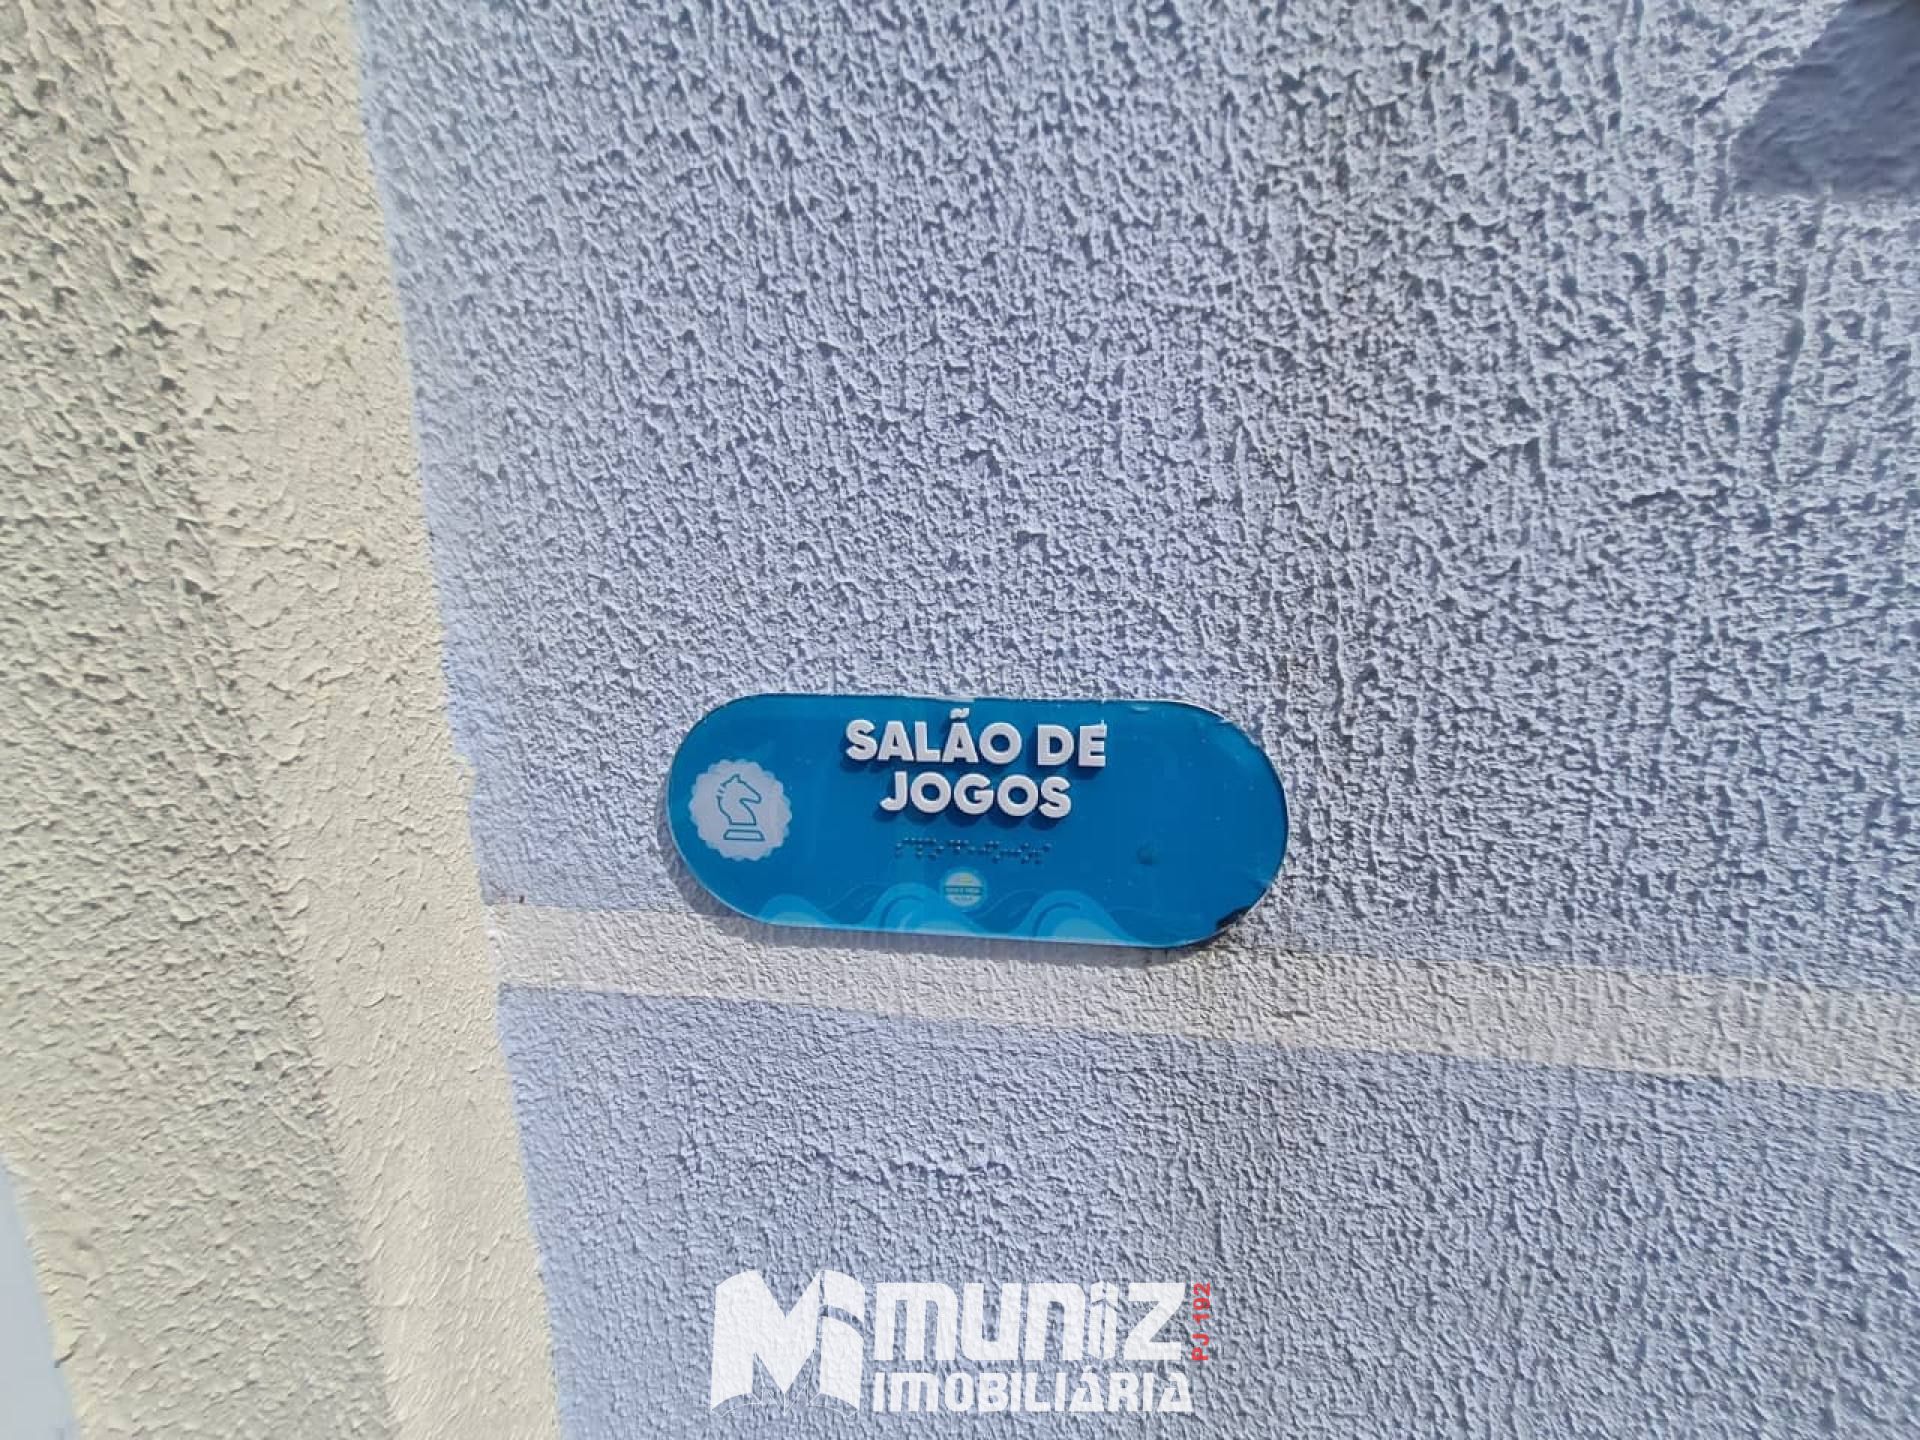 SALÃO DE
JOGOS
MUNIZ
PJ 192
IMOBILIÁRIA